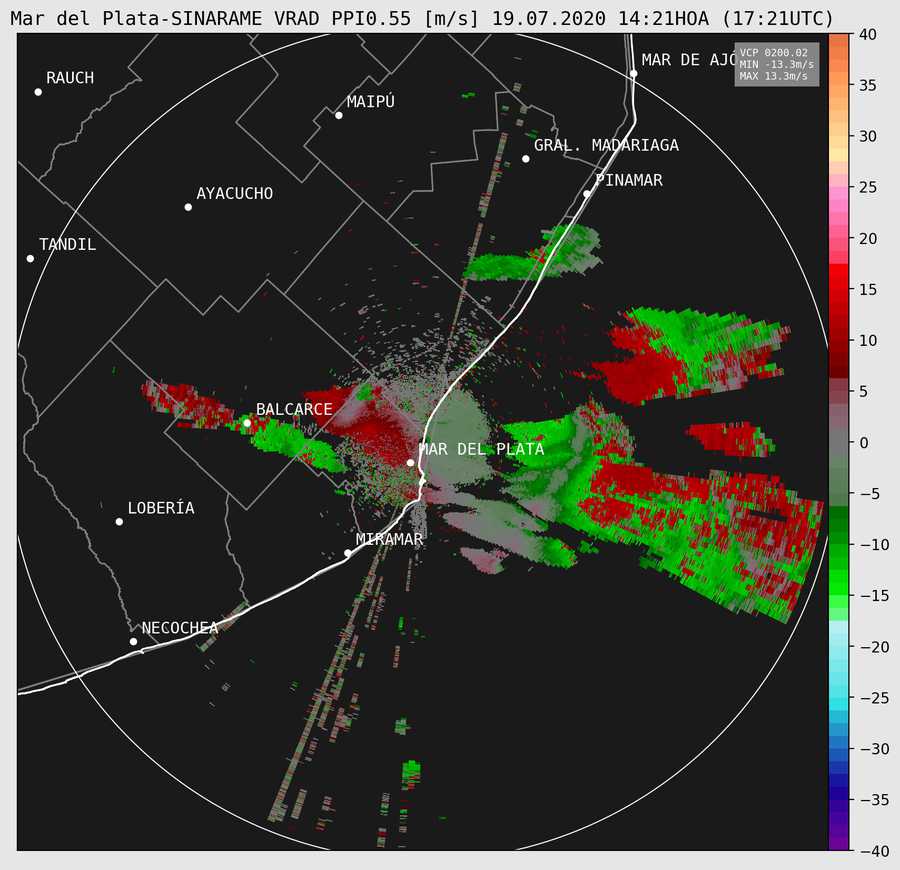 Mar del Plata-SINARAME VRAD PPI0.55 [m/s] 19.07.2020 14:21HOA (17:21UTC)
VCP 0200.02
MIN -13.3m/s
MAX 13.3m/s
MAR DE AJÓ
RAUCH
MAIPÚ
GRAL. MADARIAGA
PINAMAR
AYACUCHO
TANDIL
BALCARCE
MAR DEL PLATA
LOBERÍA
MIRAMAR
NECOCHEA
40
35
30
25
20
15
10
5
0
−5
−10
−15
−20
−25
−30
−35
−40